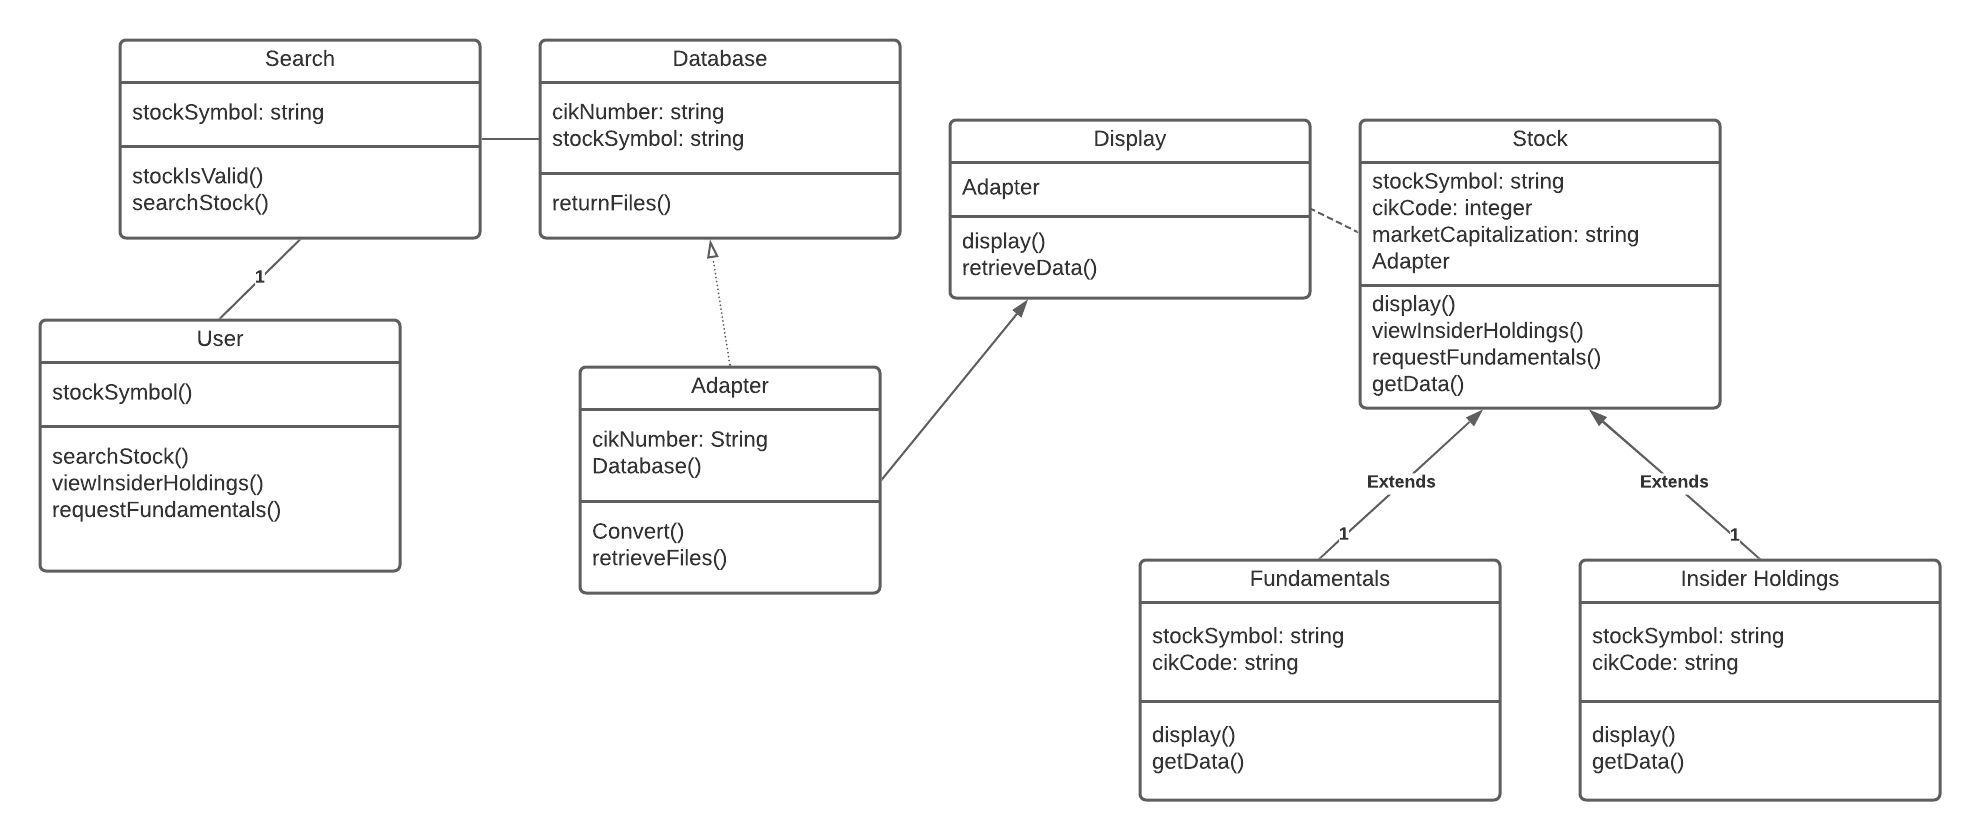 Search
stockSymbol: string
stockIsValid()
searchStock()
Database
cikNumber: string
stockSymbol: string
returnFiles()
Display
Adapter
display()
retrieveData()
Stock
stockSymbol: string
cikCode: integer
marketCapitalization: string
Adapter
display()
viewInsiderHoldings()
requestFundamentals()
getData()
1
User
stockSymbol()
searchStock()
viewInsiderHoldings()
requestFundamentals()
Adapter
cikNumber: String
Database()
Convert()
retrieveFiles()
Extends
1
Extends
1
Fundamentals
stockSymbol: string
cikCode: string
display()
getData()
Insider Holdings
stockSymbol: string
cikCode: string
display()
getData()